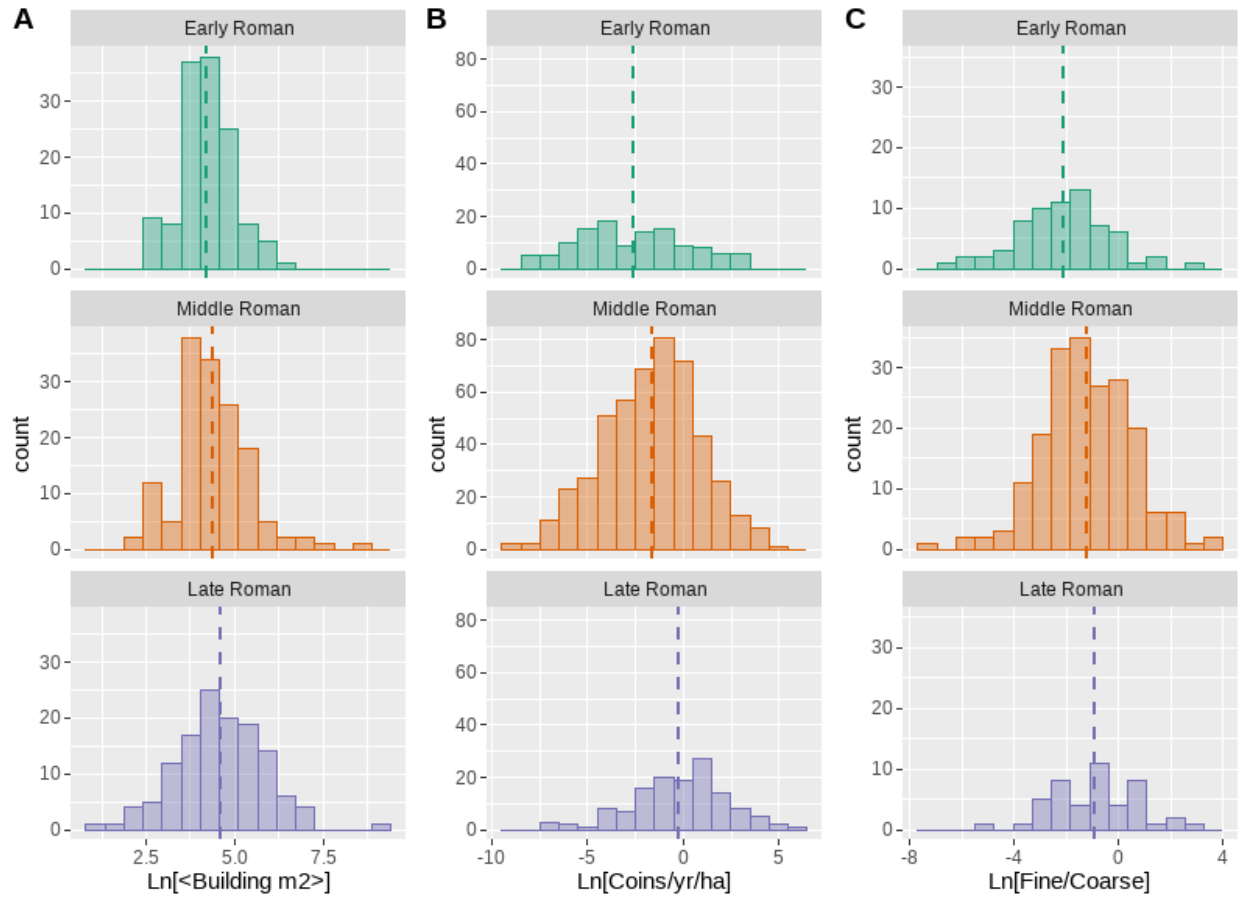 A
Early Roman
30
20
10
0
Middle Roman
30
20
10
0
Late Roman
30
20
10
0
count
2.5 5.0 7.5
Ln[<Building m2>]
B
Early Roman
80
60
40
20
0
Middle Roman
80
60
40
20
0
Late Roman
80
60
40
20
0
count
-10 -5 0 5
Ln[Coins/yr/ha]
C
Early Roman
30
20
10
0
Middle Roman
30
20
10
0
Late Roman
30
20
10
0
count
-8 -4 0 4
Ln[Fine/Coarse]